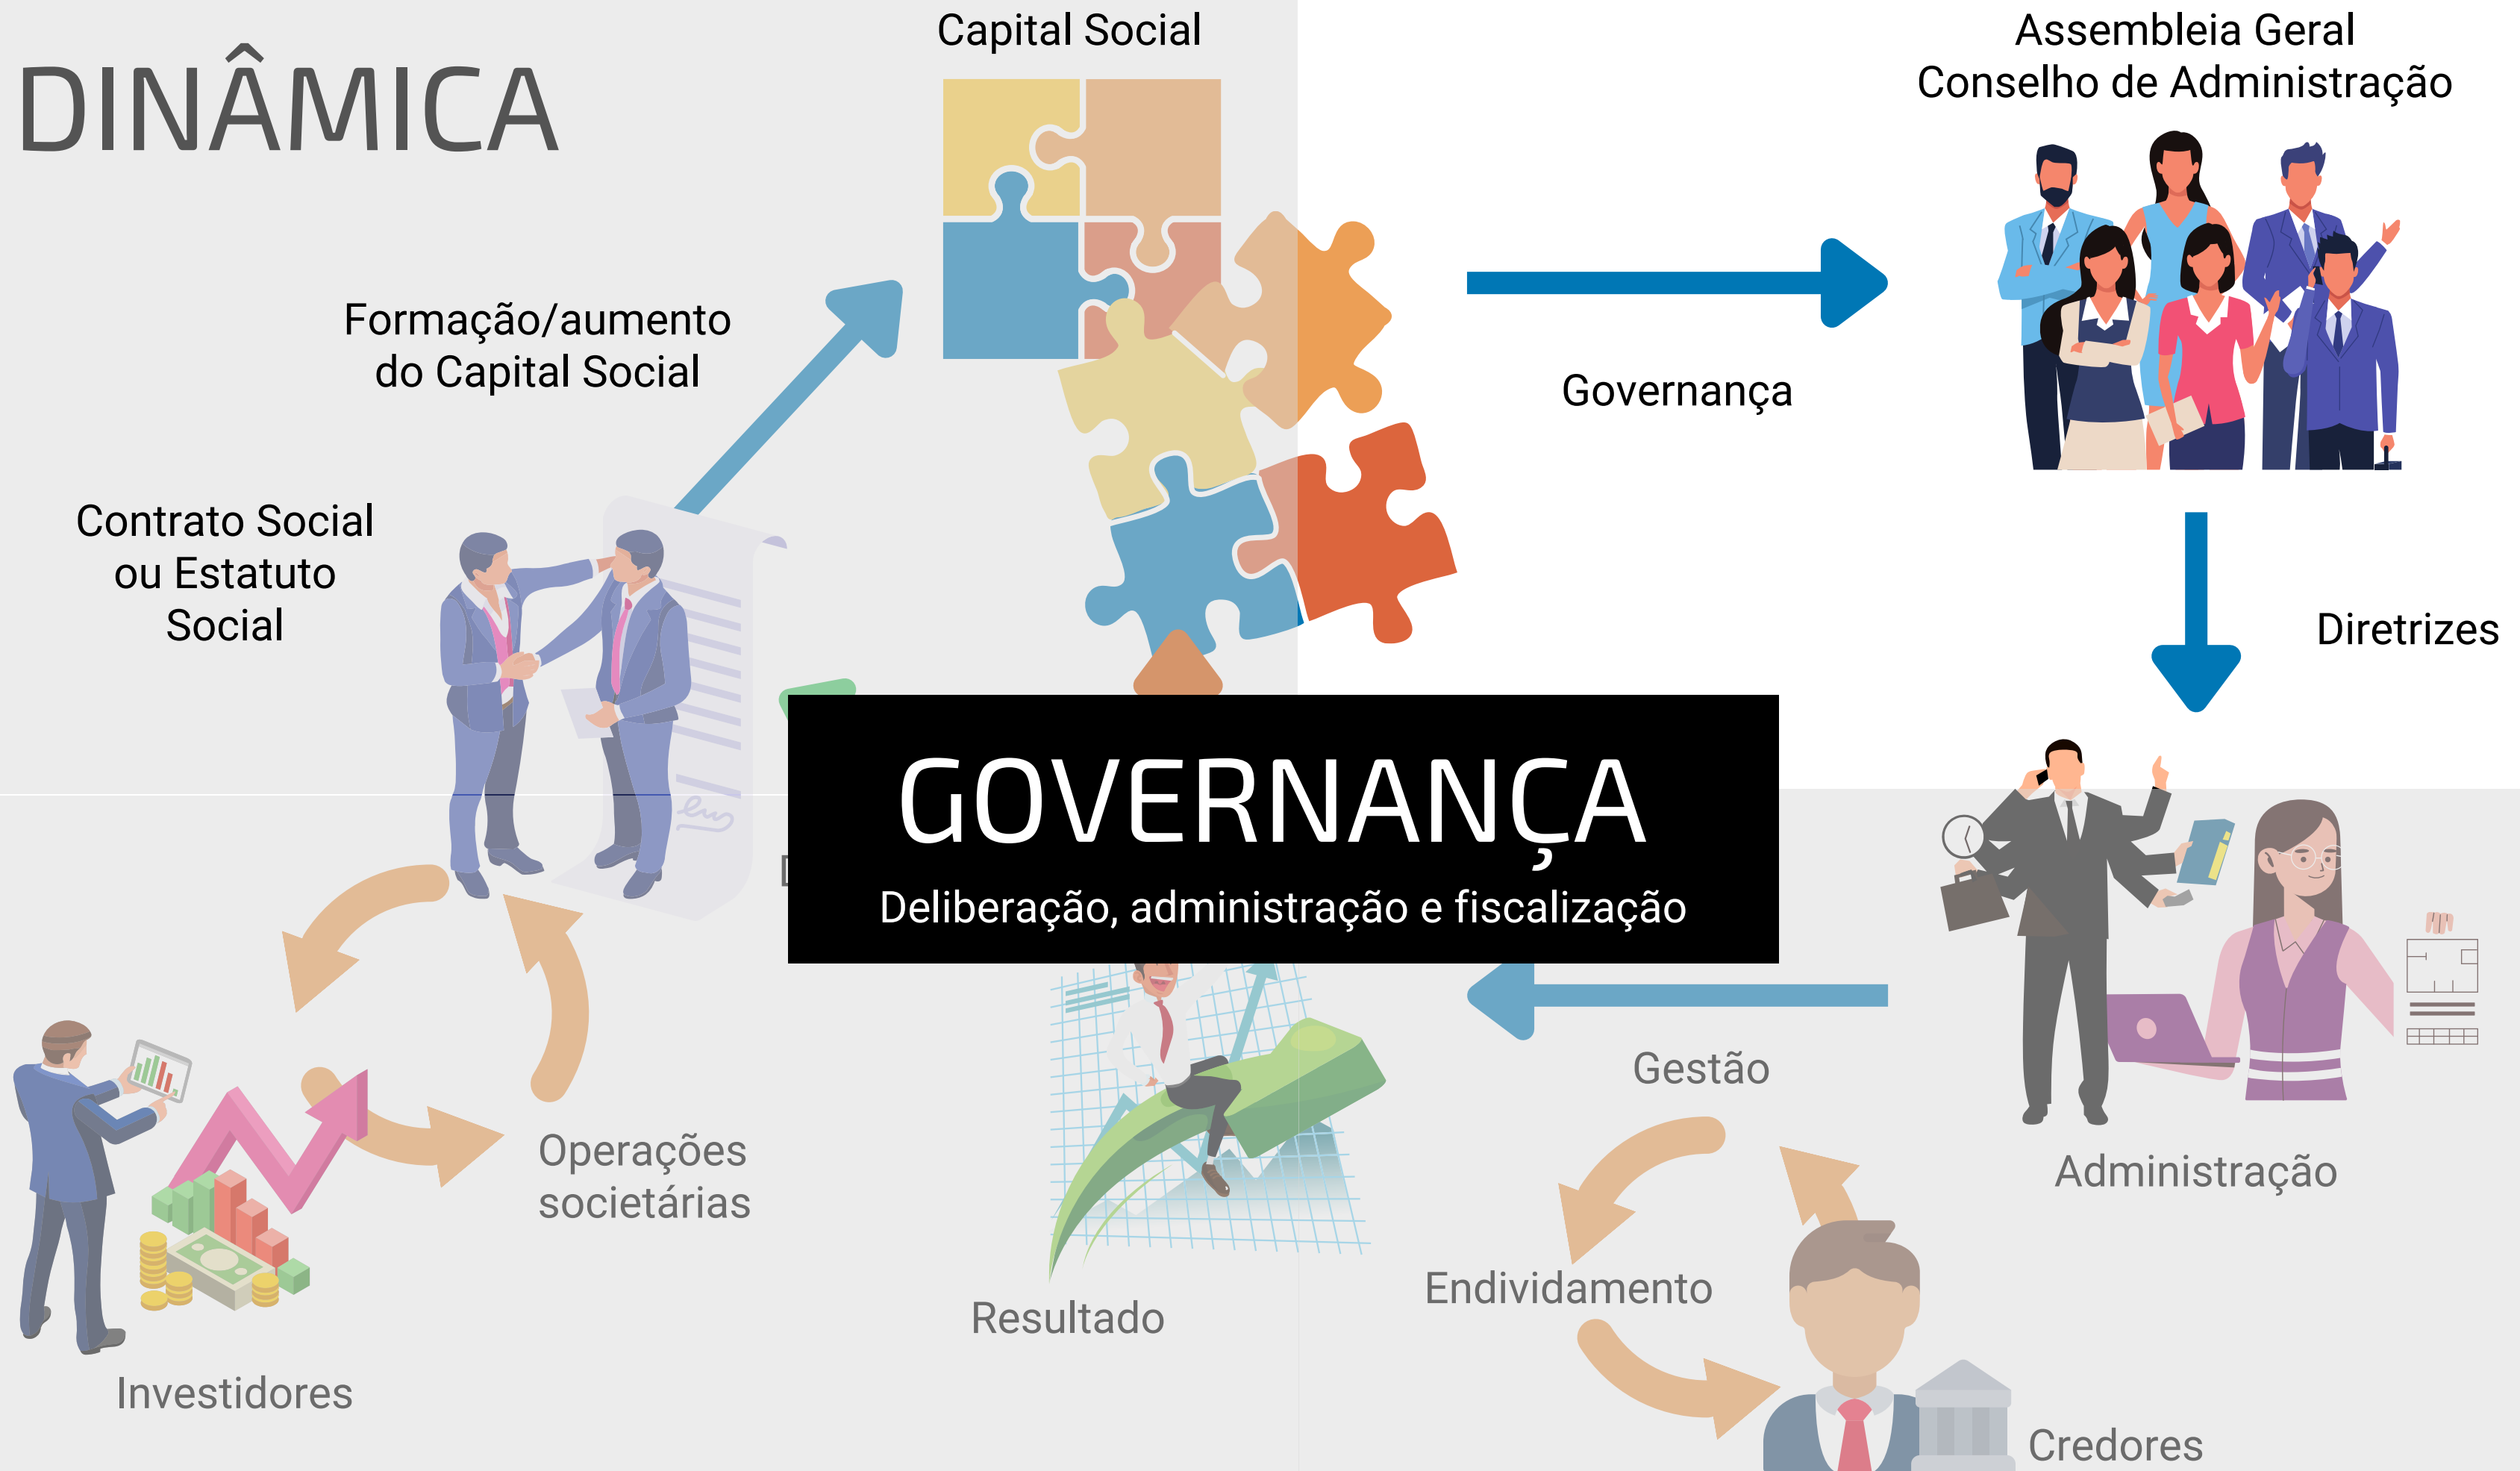 DINÂMICA
Capital Social
Assembleia Geral
Conselho de Administração
Formação/aumento
do Capital Social
Governança
Contrato Social
ou Estatuto
Social
Diretrizes
GOVERNANÇA
Deliberação, administração e fiscalização
Gestão
Operações
societárias
Administração
Endividamento
Resultado
Investidores
Credores